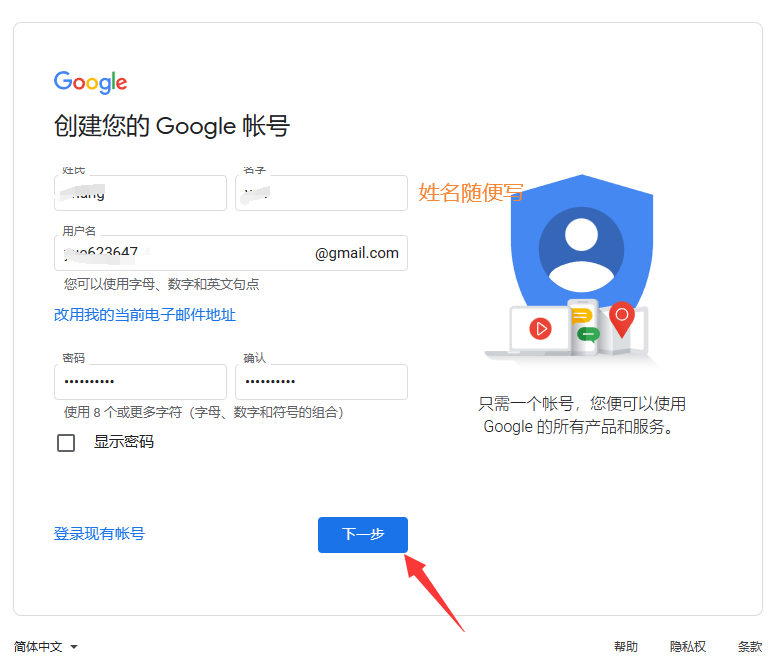 Google
创建您的 Google 帐号
姓氏
名字
姓名随便写
用户名
@gmail.com
您可以使用字母、数字和英文句点
改用我的当前电子邮件地址
密码
确认
••••••••••
••••••••••
使用 8 个或更多字符（字母、数字和符号的组合）
显示密码
只需一个帐号，您便可以使用
Google 的所有产品和服务。
登录现有帐号
下一步
简体中文
帮助
隐私权
条款